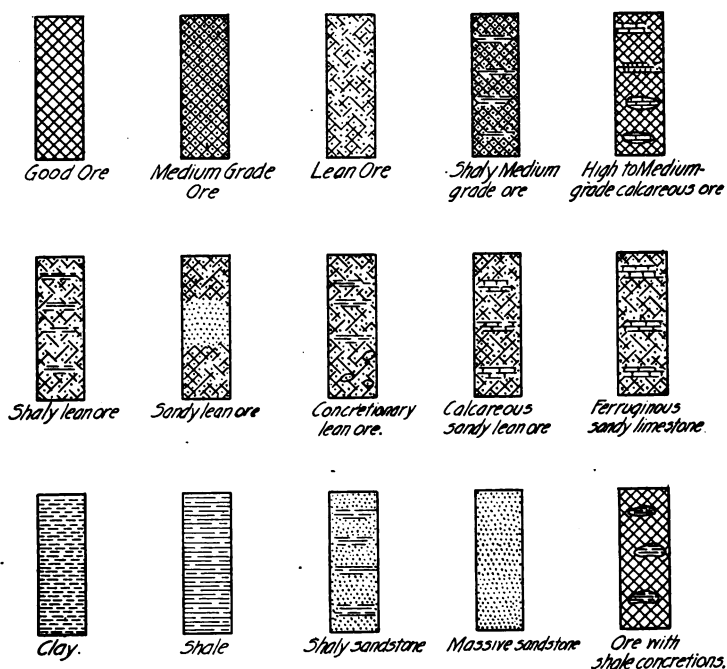 Good Ore
Medium Grade
Ore
Lean Ore
Shaly Medium
grade ore
High to Medium-
grade calcareous ore
Shaly lean ore
Sandy lean ore
Concretionary
lean ore.
Calcareous
sandy lean ore
Ferruginous
sandy limestone.
Clay.
Shale
Shaly sandstone
Massive sandstone
Ore with
shale concretions.